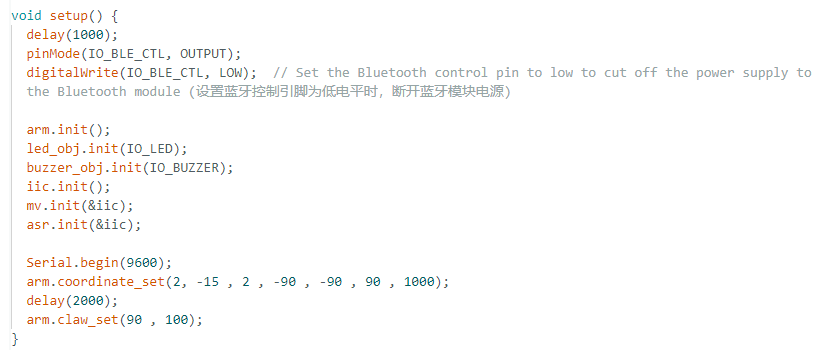 void setup() {
  delay(1000);
  pinMode(IO_BLE_CTL, OUTPUT);
  digitalWrite(IO_BLE_CTL, LOW);  // Set the Bluetooth control pin to low to cut off the power supply to
  the Bluetooth module (设置蓝牙控制引脚为低电平时，断开蓝牙模块电源)

  arm.init();
  led_obj.init(IO_LED);
  buzzer_obj.init(IO_BUZZER);
  iic.init();
  mv.init(&iic);
  asr.init(&iic);

  Serial.begin(9600);
  arm.coordinate_set(2, -15 , 2 , -90 , -90 , 90 , 1000);
  delay(2000);
  arm.claw_set(90 , 100);
}